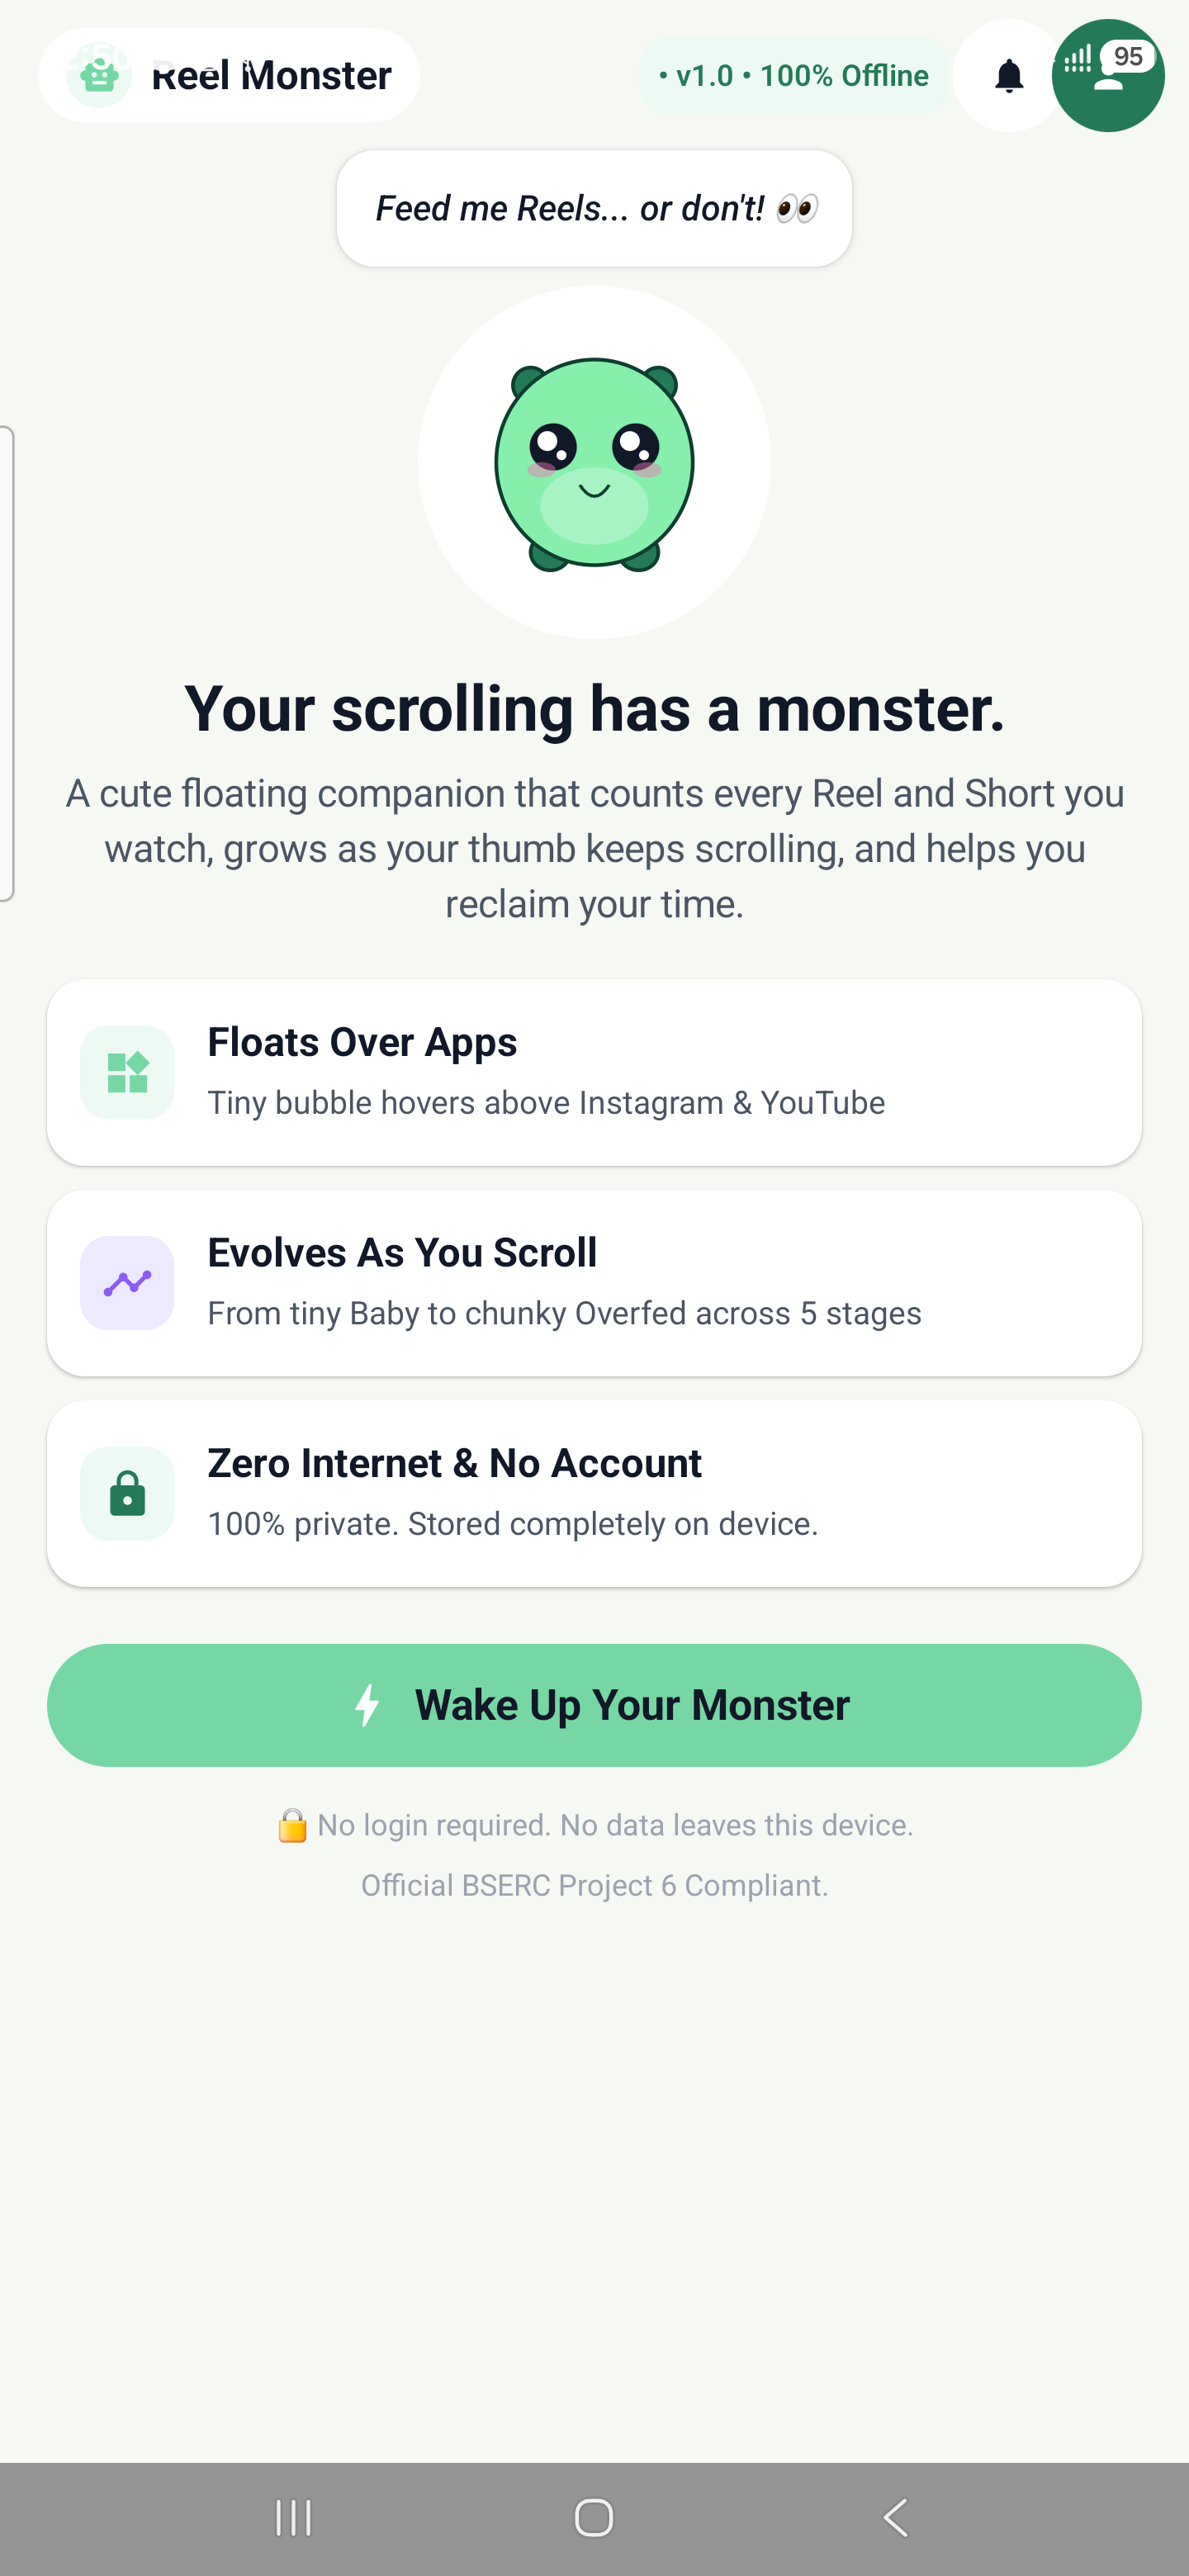 Reel Monster
• v1.0 • 100% Offline
95
Feed me Reels... or don't! 👀
Your scrolling has a monster.
A cute floating companion that counts every Reel and Short you
watch, grows as your thumb keeps scrolling, and helps you
reclaim your time.
Floats Over Apps
Tiny bubble hovers above Instagram & YouTube
Evolves As You Scroll
From tiny Baby to chunky Overfed across 5 stages
Zero Internet & No Account
100% private. Stored completely on device.
Wake Up Your Monster
🔒 No login required. No data leaves this device.
Official BSERC Project 6 Compliant.